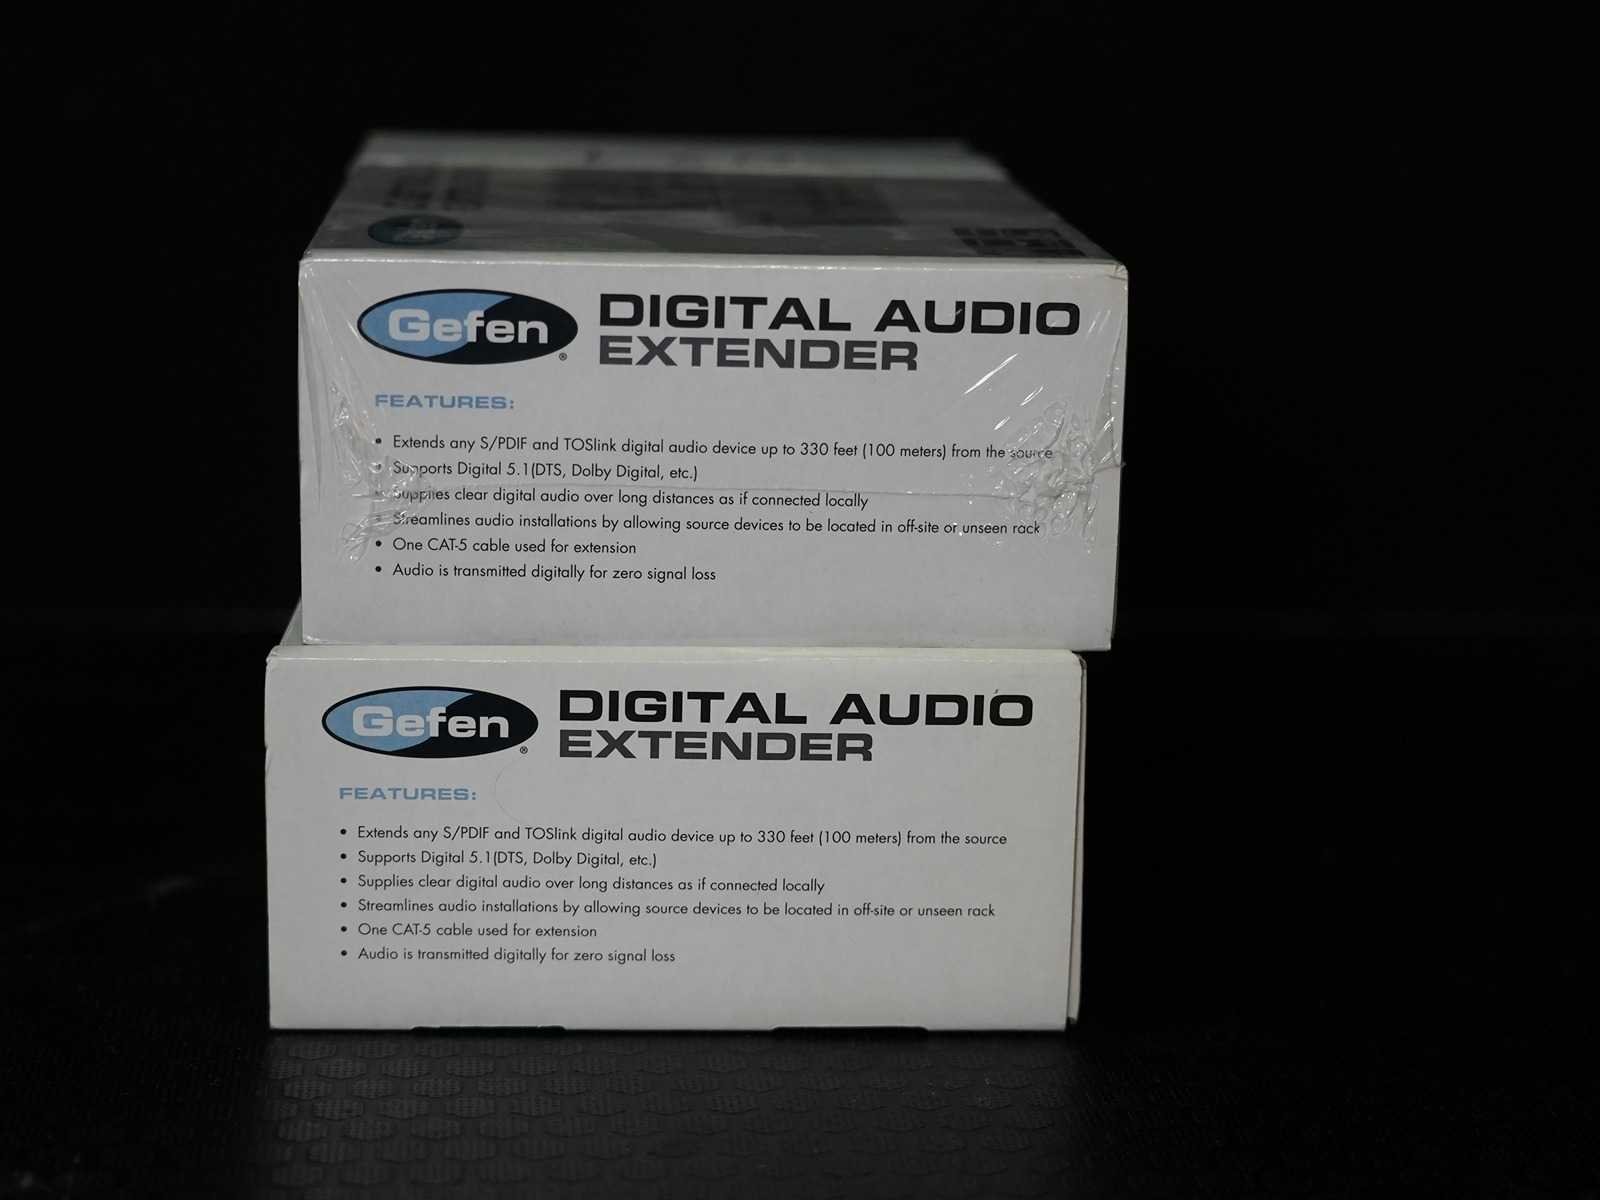 Gefen®
DIGITAL AUDIO
EXTENDER
FEATURES:
• Extends any S/PDIF and TOSlink digital audio device up to 330 feet (100 meters) from the source
• Supports Digital 5.1(DTS, Dolby Digital, etc.)
• Supplies clear digital audio over long distances as if connected locally
• Streamlines audio installations by allowing source devices to be located in off-site or unseen rack
• One CAT-5 cable used for extension
• Audio is transmitted digitally for zero signal loss
Gefen®
DIGITAL AUDIO
EXTENDER
FEATURES:
• Extends any S/PDIF and TOSlink digital audio device up to 330 feet (100 meters) from the source
• Supports Digital 5.1(DTS, Dolby Digital, etc.)
• Supplies clear digital audio over long distances as if connected locally
• Streamlines audio installations by allowing source devices to be located in off-site or unseen rack
• One CAT-5 cable used for extension
• Audio is transmitted digitally for zero signal loss